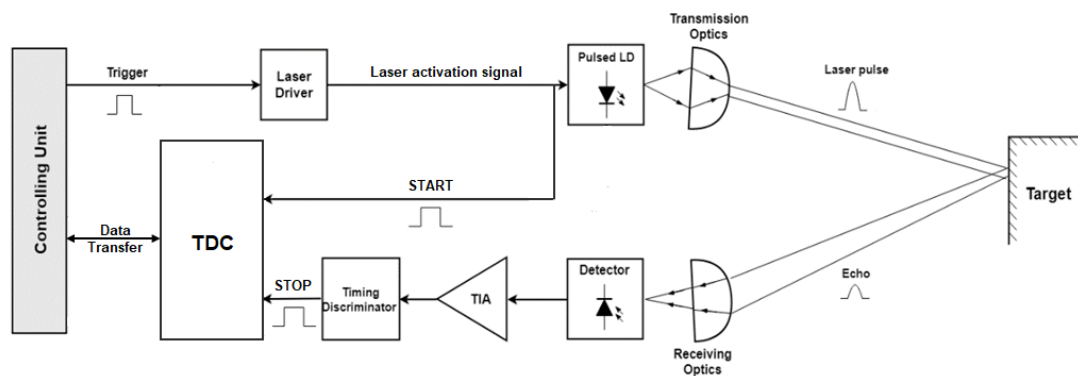 Transmission
Optics
Trigger
Laser
Driver
Laser activation signal
Pulsed LD
Laser pulse
Controlling Unit
START
Target
Data
Transfer
TDC
STOP
Timing
Discriminator
TIA
Detector
Echo
Receiving
Optics